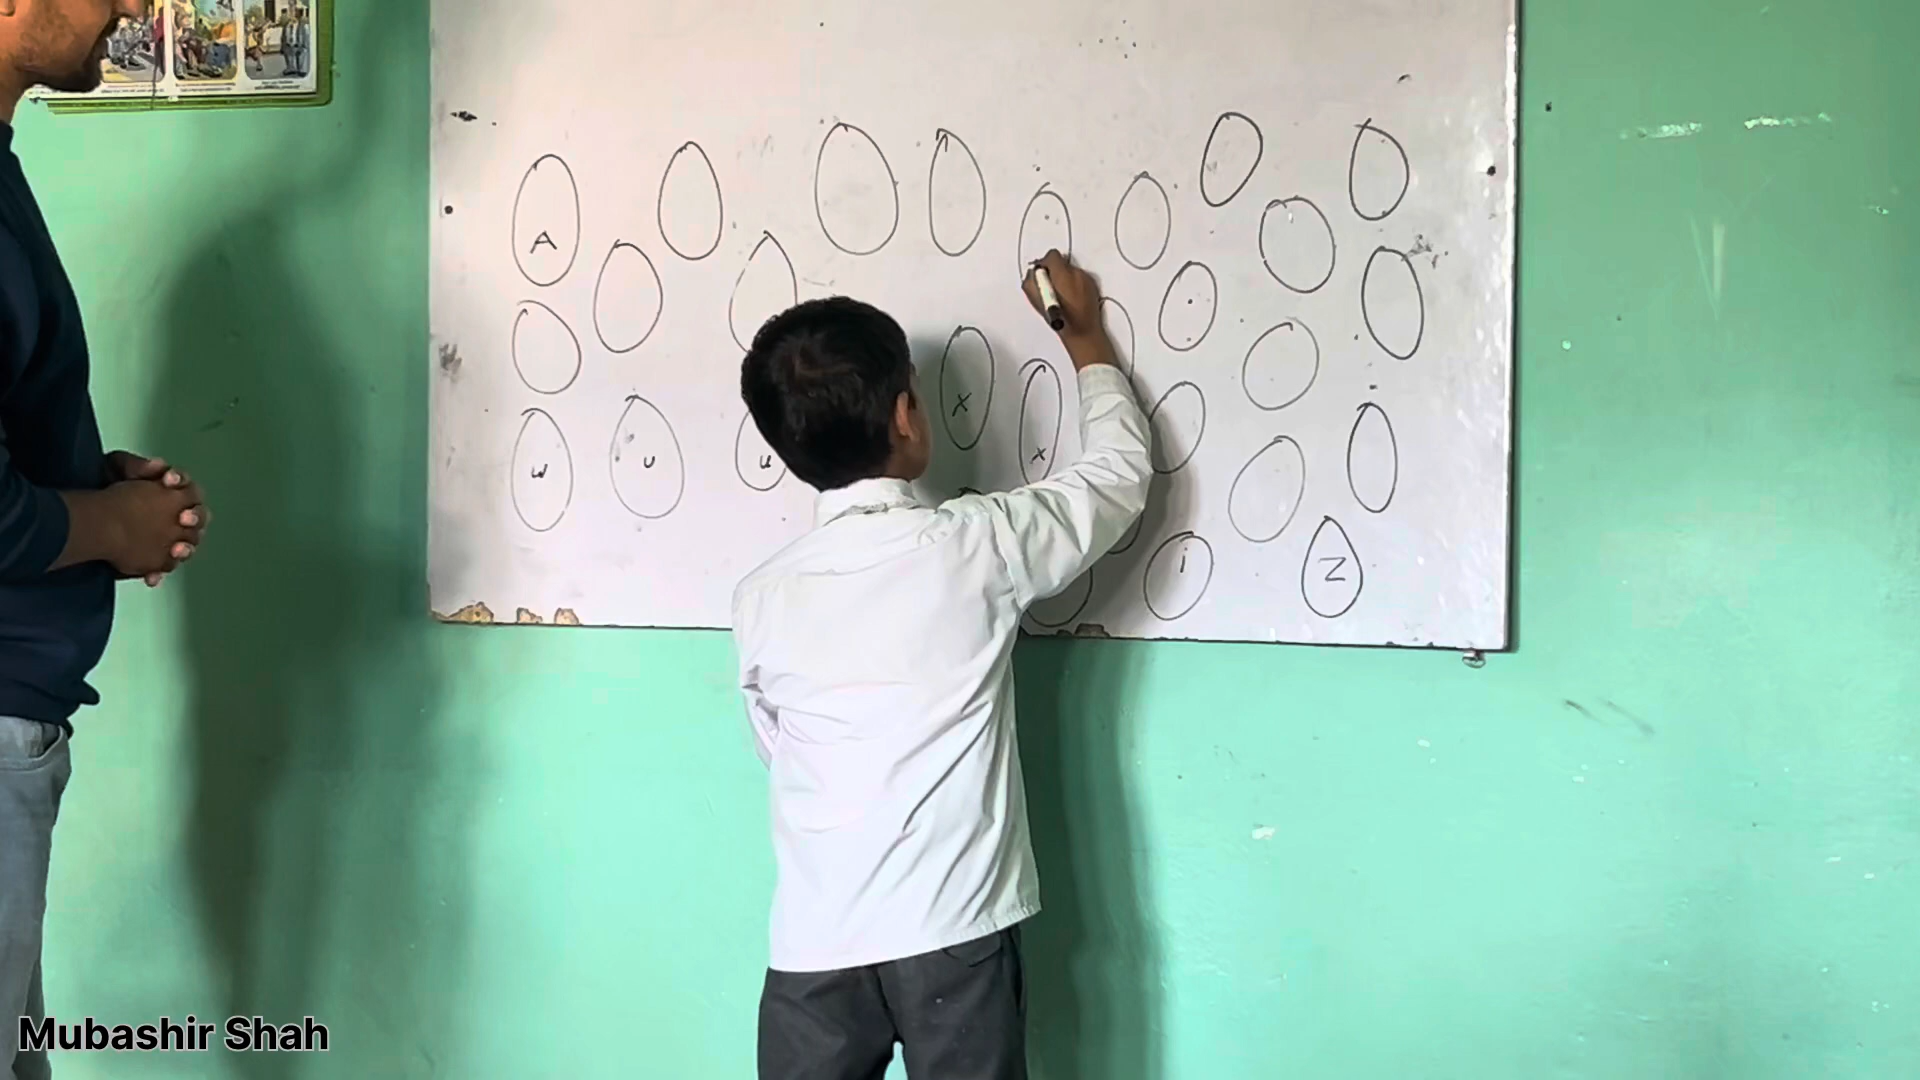 A
X
W U u X
i Z
Mubashir Shah